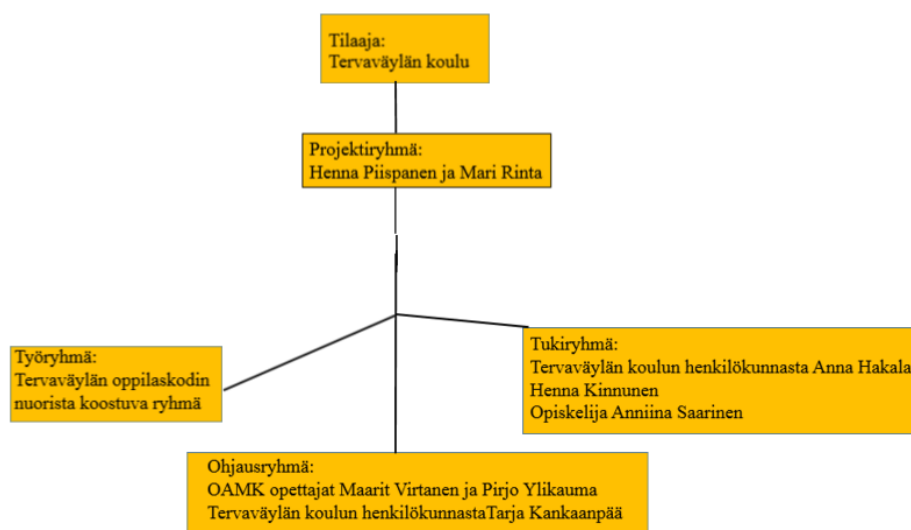 Tilaaja:
Tervaväylän koulu
Projektiryhmä:
Henna Piispanen ja Mari Rinta
Työryhmä:
Tervaväylän oppilaskodin
nuorista koostuva ryhmä
Tukiryhmä:
Tervaväylän koulun henkilökunnasta Anna Hakala
Henna Kinnunen
Opiskelija Anniina Saarinen
Ohjausryhmä:
OAMK opettajat Maarit Virtanen ja Pirjo Ylikauma
Tervaväylän koulun henkilökunnastaTarja Kankaanpää